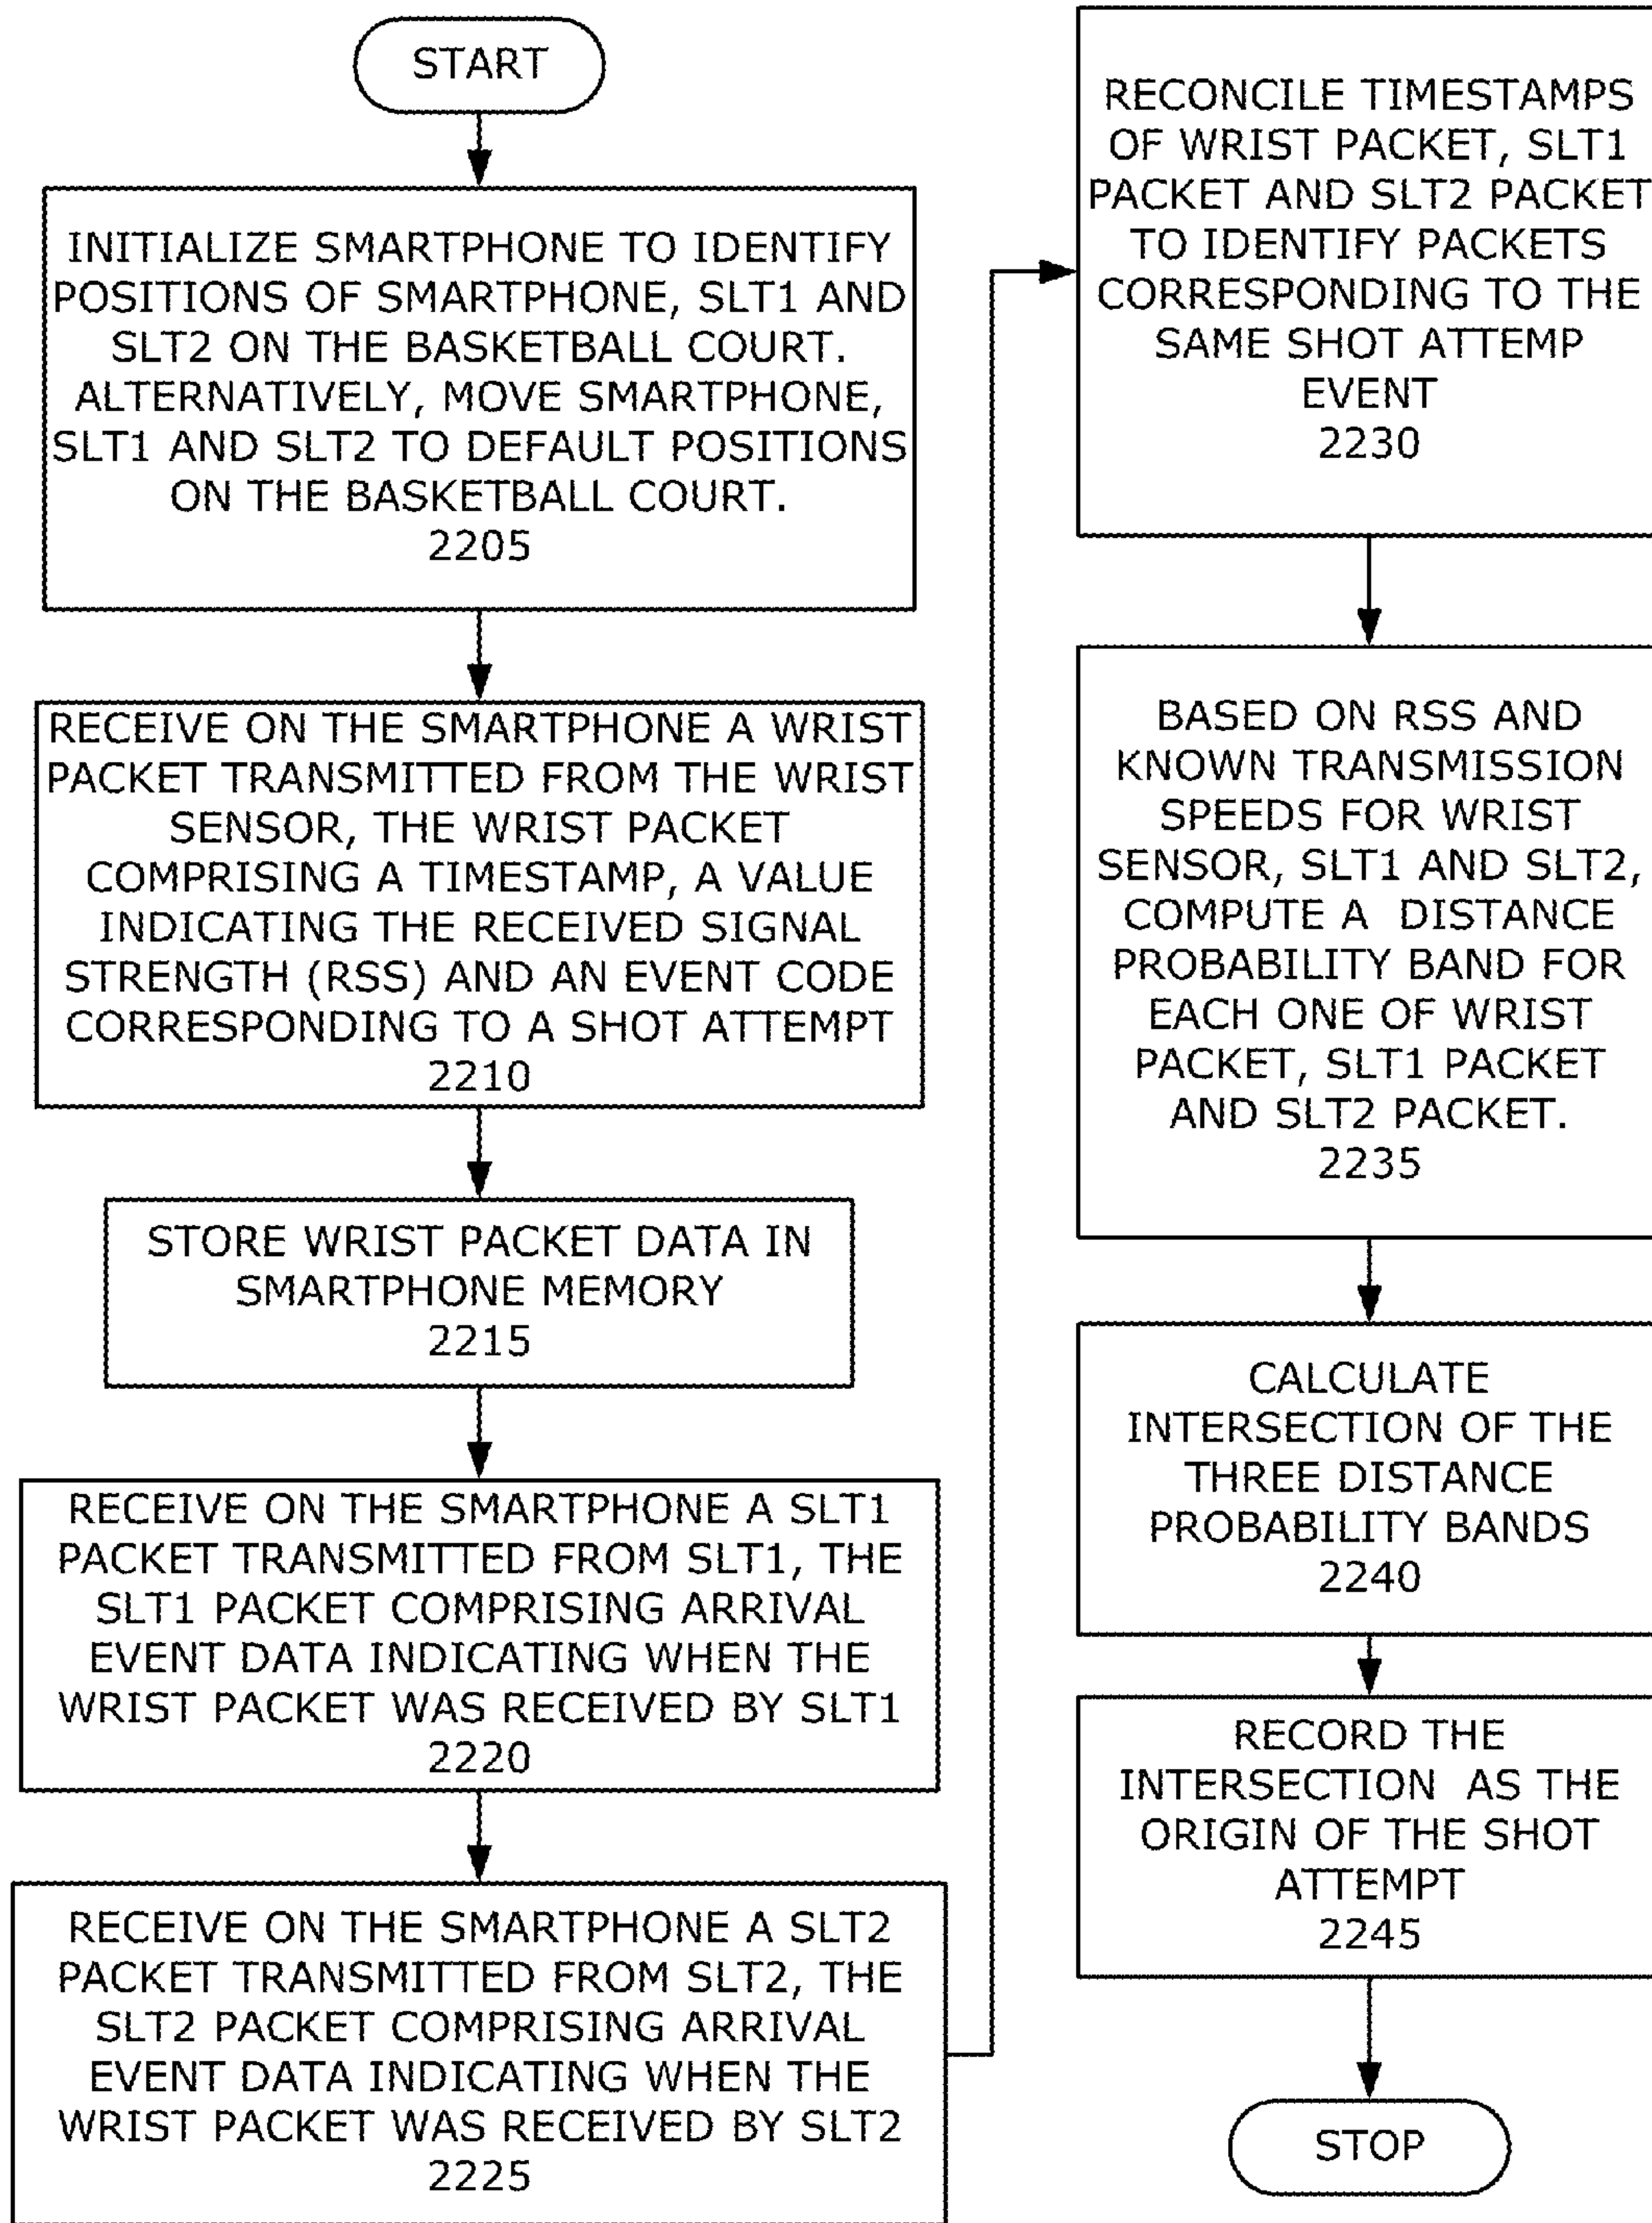 START
INITIALIZE SMARTPHONE TO IDENTIFY
POSITIONS OF SMARTPHONE, SLT1 AND
SLT2 ON THE BASKETBALL COURT.
ALTERNATIVELY, MOVE SMARTPHONE,
SLT1 AND SLT2 TO DEFAULT POSITIONS
ON THE BASKETBALL COURT.
2205
RECEIVE ON THE SMARTPHONE A WRIST
PACKET TRANSMITTED FROM THE WRIST
SENSOR, THE WRIST PACKET
COMPRISING A TIMESTAMP, A VALUE
INDICATING THE RECEIVED SIGNAL
STRENGTH (RSS) AND AN EVENT CODE
CORRESPONDING TO A SHOT ATTEMPT
2210
STORE WRIST PACKET DATA IN
SMARTPHONE MEMORY
2215
RECEIVE ON THE SMARTPHONE A SLT1
PACKET TRANSMITTED FROM SLT1, THE
SLT1 PACKET COMPRISING ARRIVAL
EVENT DATA INDICATING WHEN THE
WRIST PACKET WAS RECEIVED BY SLT1
2220
RECEIVE ON THE SMARTPHONE A SLT2
PACKET TRANSMITTED FROM SLT2, THE
SLT2 PACKET COMPRISING ARRIVAL
EVENT DATA INDICATING WHEN THE
WRIST PACKET WAS RECEIVED BY SLT2
2225
RECONCILE TIMESTAMPS
OF WRIST PACKET, SLT1
PACKET AND SLT2 PACKET
TO IDENTIFY PACKETS
CORRESPONDING TO THE
SAME SHOT ATTEMP
EVENT
2230
BASED ON RSS AND
KNOWN TRANSMISSION
SPEEDS FOR WRIST
SENSOR, SLT1 AND SLT2,
COMPUTE A DISTANCE
PROBABILITY BAND FOR
EACH ONE OF WRIST
PACKET, SLT1 PACKET
AND SLT2 PACKET.
2235
CALCULATE
INTERSECTION OF THE
THREE DISTANCE
PROBABILITY BANDS
2240
RECORD THE
INTERSECTION AS THE
ORIGIN OF THE SHOT
ATTEMPT
2245
STOP